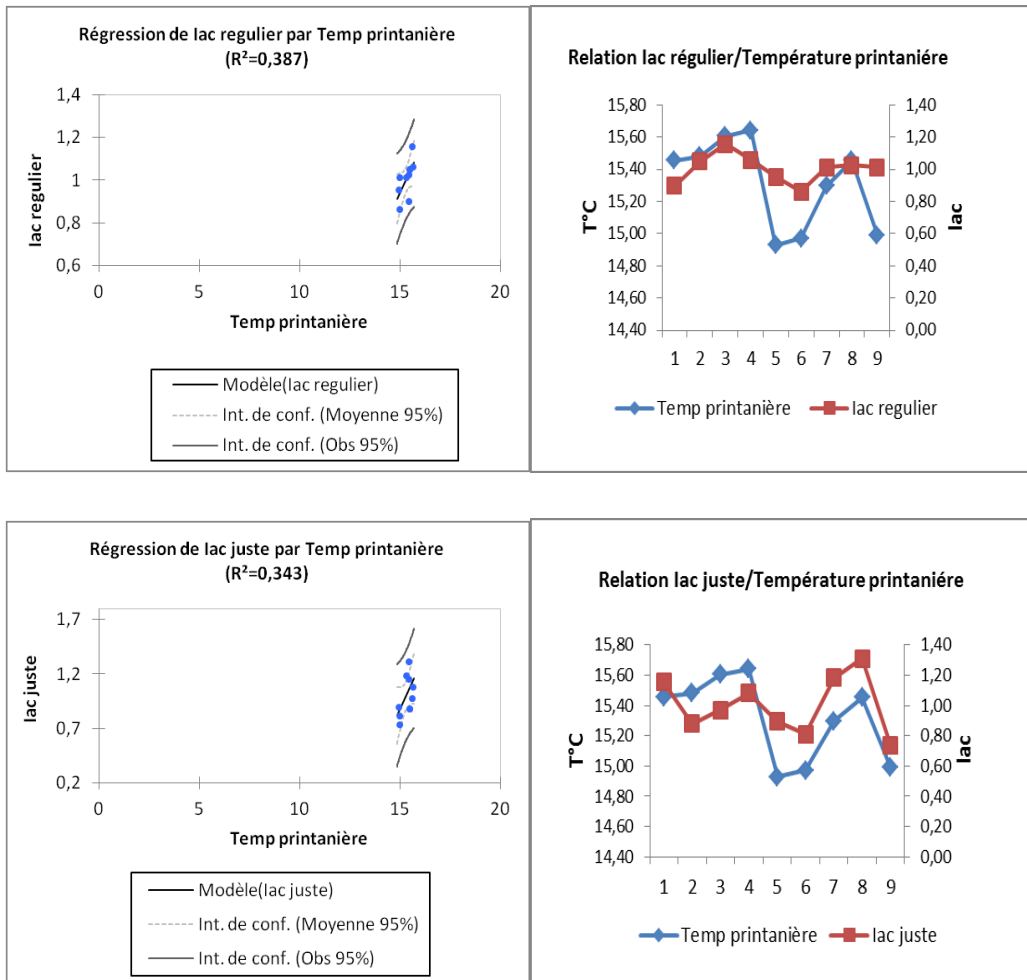 Régression de Iac regulier par Temp printanière
(R²=0,387)
1,4
1,2
1
0,8
0,6
Iac regulier
0 5 10 15 20
Temp printanière
Modèle(Iac regulier)
Int. de conf. (Moyenne 95%)
Int. de conf. (Obs 95%)
Relation Iac régulier/Température printaniére
15,80
15,60
15,40
15,20
15,00
14,80
14,60
14,40
T°C
1,40
1,20
1,00
0,80
0,60
0,40
0,20
0,00
Iac
1 2 3 4 5 6 7 8 9
Temp printanière Iac regulier
Régression de Iac juste par Temp printanière
(R²=0,343)
1,7
1,2
0,7
0,2
Iac juste
0 5 10 15 20
Temp printanière
Modèle(Iac juste)
Int. de conf. (Moyenne 95%)
Int. de conf. (Obs 95%)
Relation Iac juste/Température printaniére
15,80
15,60
15,40
15,20
15,00
14,80
14,60
14,40
T°C
1,40
1,20
1,00
0,80
0,60
0,40
0,20
0,00
Iac
1 2 3 4 5 6 7 8 9
Temp printanière Iac juste